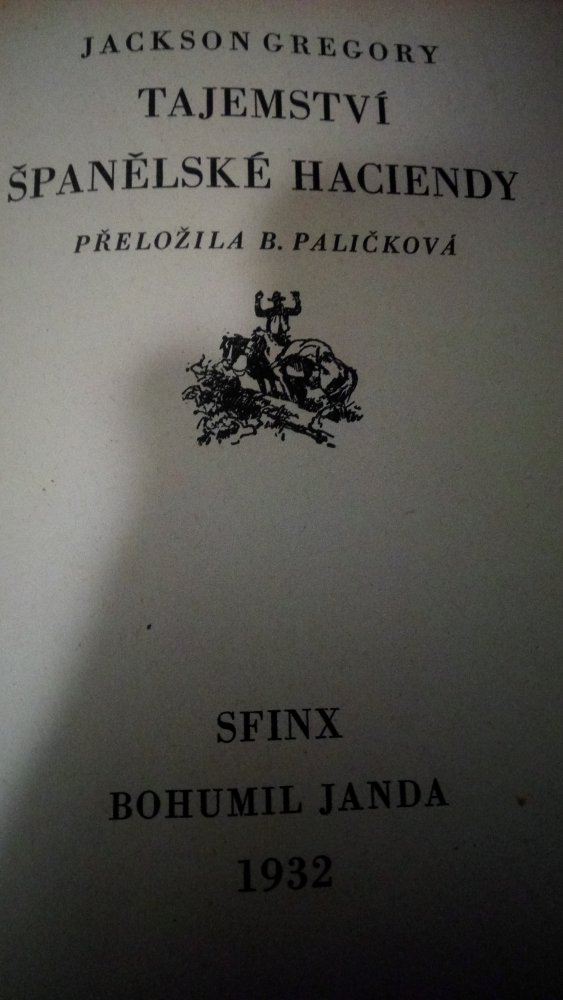 JACKSON GREGORY
TAJEMSTVÍ
ŠPANĚLSKÉ HACIENDY
PŘELOŽILA B. PALIČKOVÁ
SFINX
BOHUMIL JANDA
1932